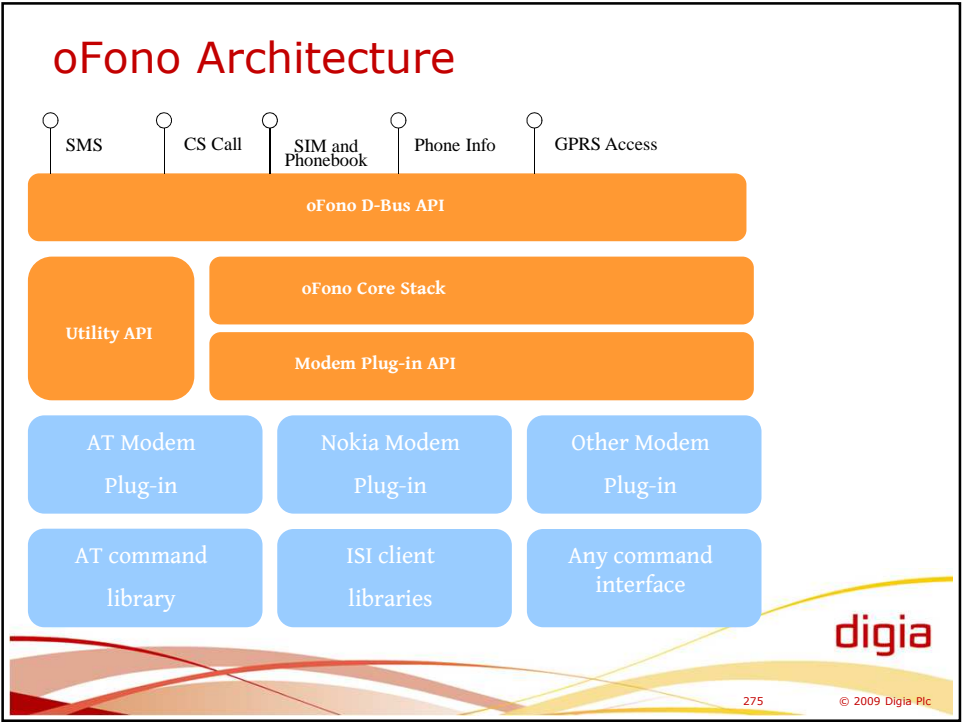 oFono Architecture
SMS
CS Call
SIM and
Phonebook
Phone Info
GPRS Access
oFono D-Bus API
Utility API
oFono Core Stack
Modem Plug-in API
AT Modem
Plug-in
Nokia Modem
Plug-in
Other Modem
Plug-in
AT command
library
ISI client
libraries
Any command
interface
digia
275
© 2009 Digia Plc